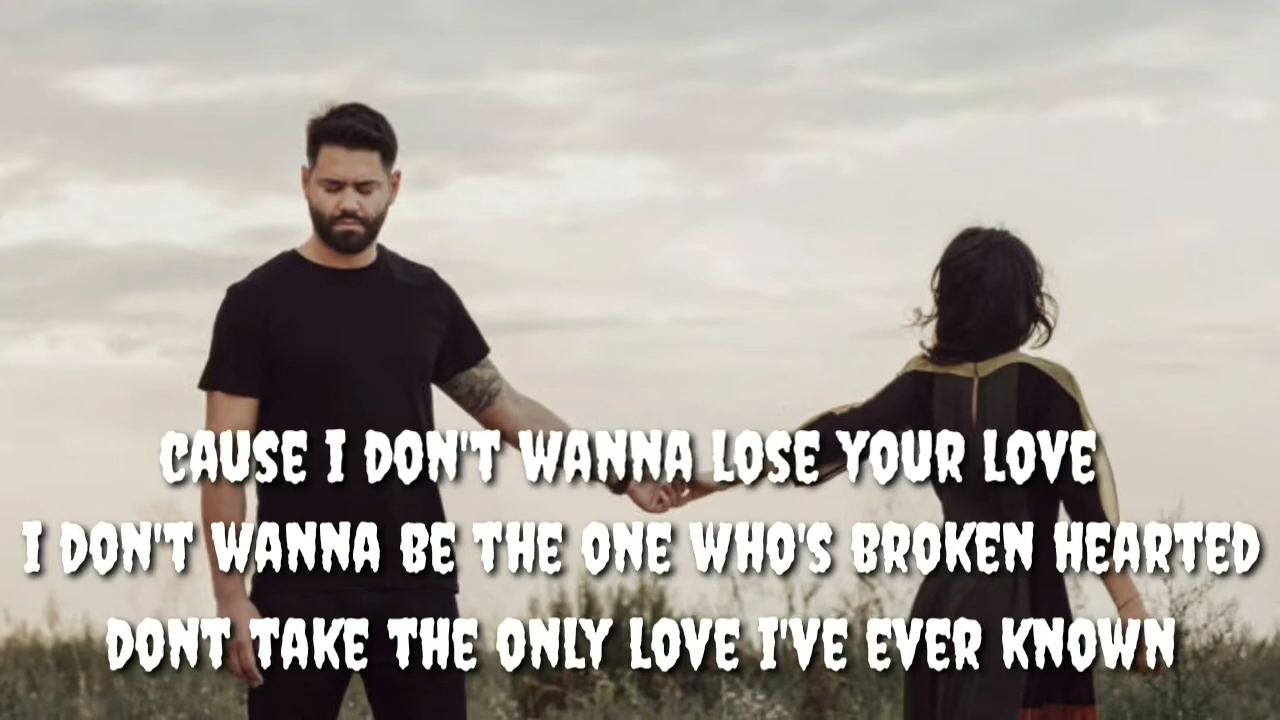 CAUSE I DON'T WANNA LOSE YOUR LOVE
I DON'T WANNA BE THE ONE WHO'S BROKEN HEARTED
DONT TAKE THE ONLY LOVE I'VE EVER KNOWN